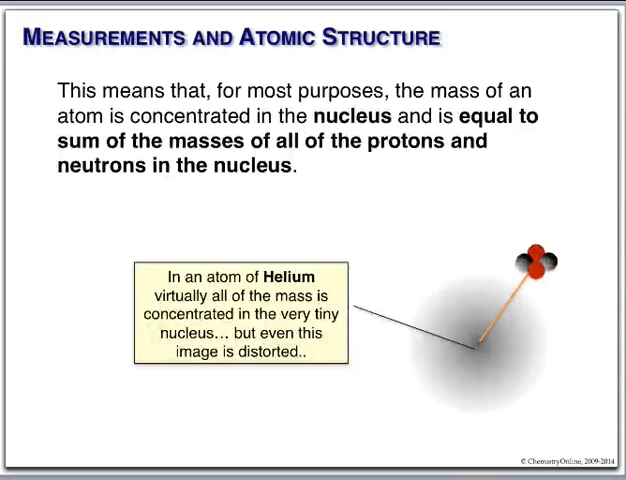 MEASUREMENTS AND ATOMIC STRUCTURE
This means that, for most purposes, the mass of an
atom is concentrated in the nucleus and is equal to
sum of the masses of all of the protons and
neutrons in the nucleus.
In an atom of Helium
virtually all of the mass is
concentrated in the very tiny
nucleus... but even this
image is distorted..
© ChemistryOnline, 2009-2014